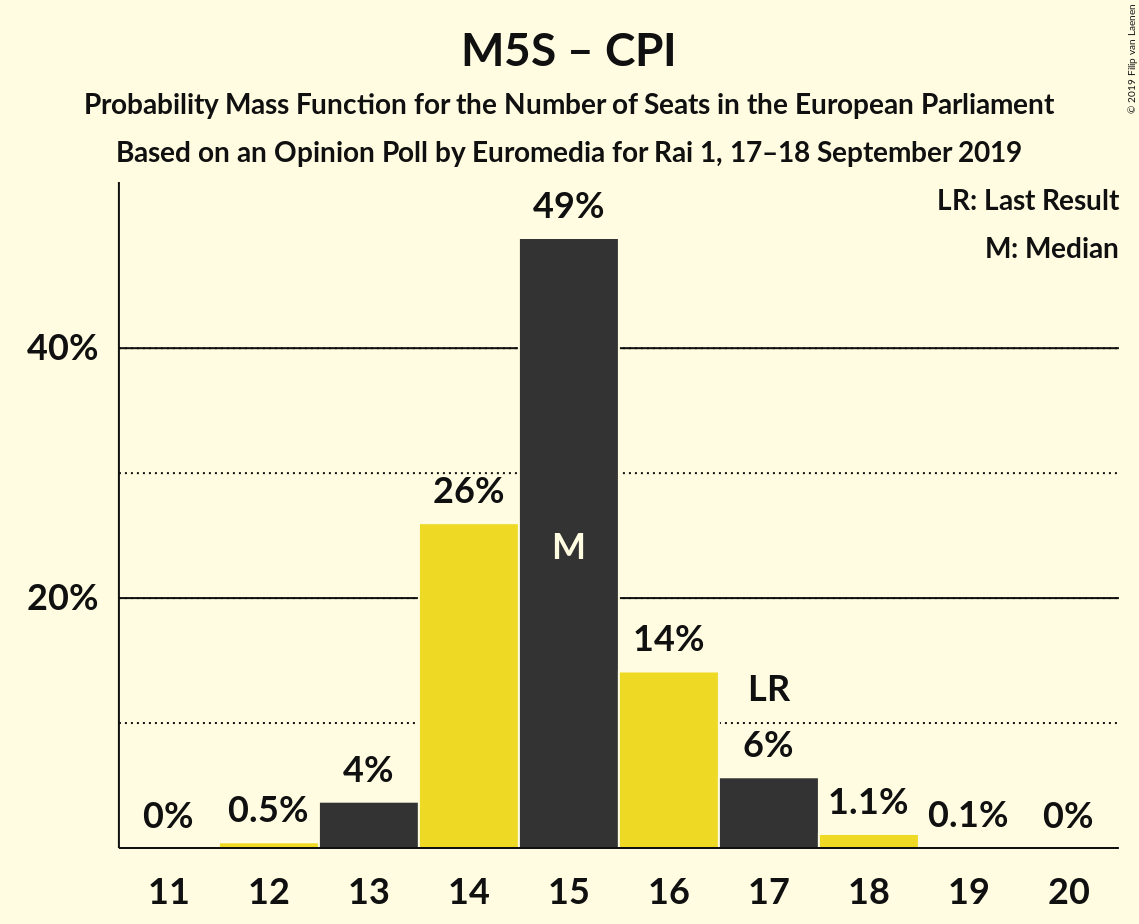 M5S – CPI
Probability Mass Function for the Number of Seats in the European Parliament
Based on an Opinion Poll by Euromedia for Rai 1, 17–18 September 2019
© 2019 Filip van Laenen
LR: Last Result
M: Median
49%
40%
26%
M
20%
14%
LR
6%
4%
0%
0.5%
1.1%
0.1%
0%
11 12 13 14 15 16 17 18 19 20